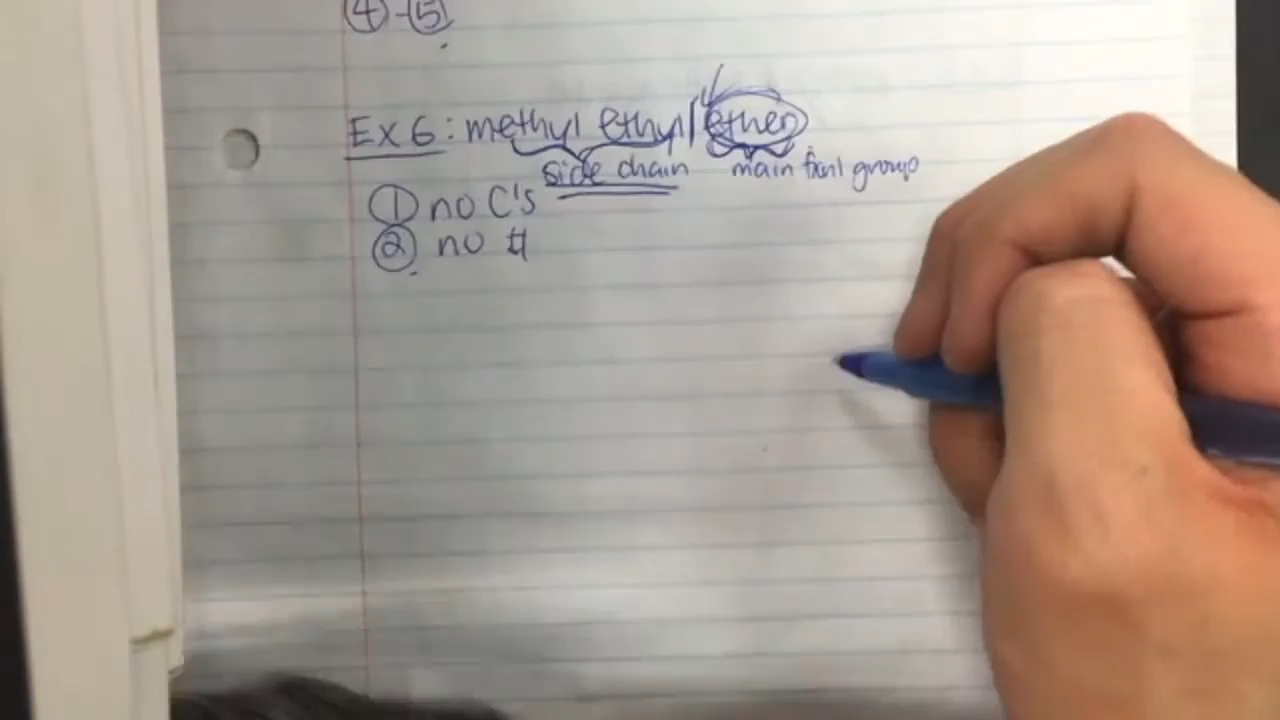 ④-⑤
Ex 6: methyl ethyl/ether
side chain main fxnl group
① no C's
② no #